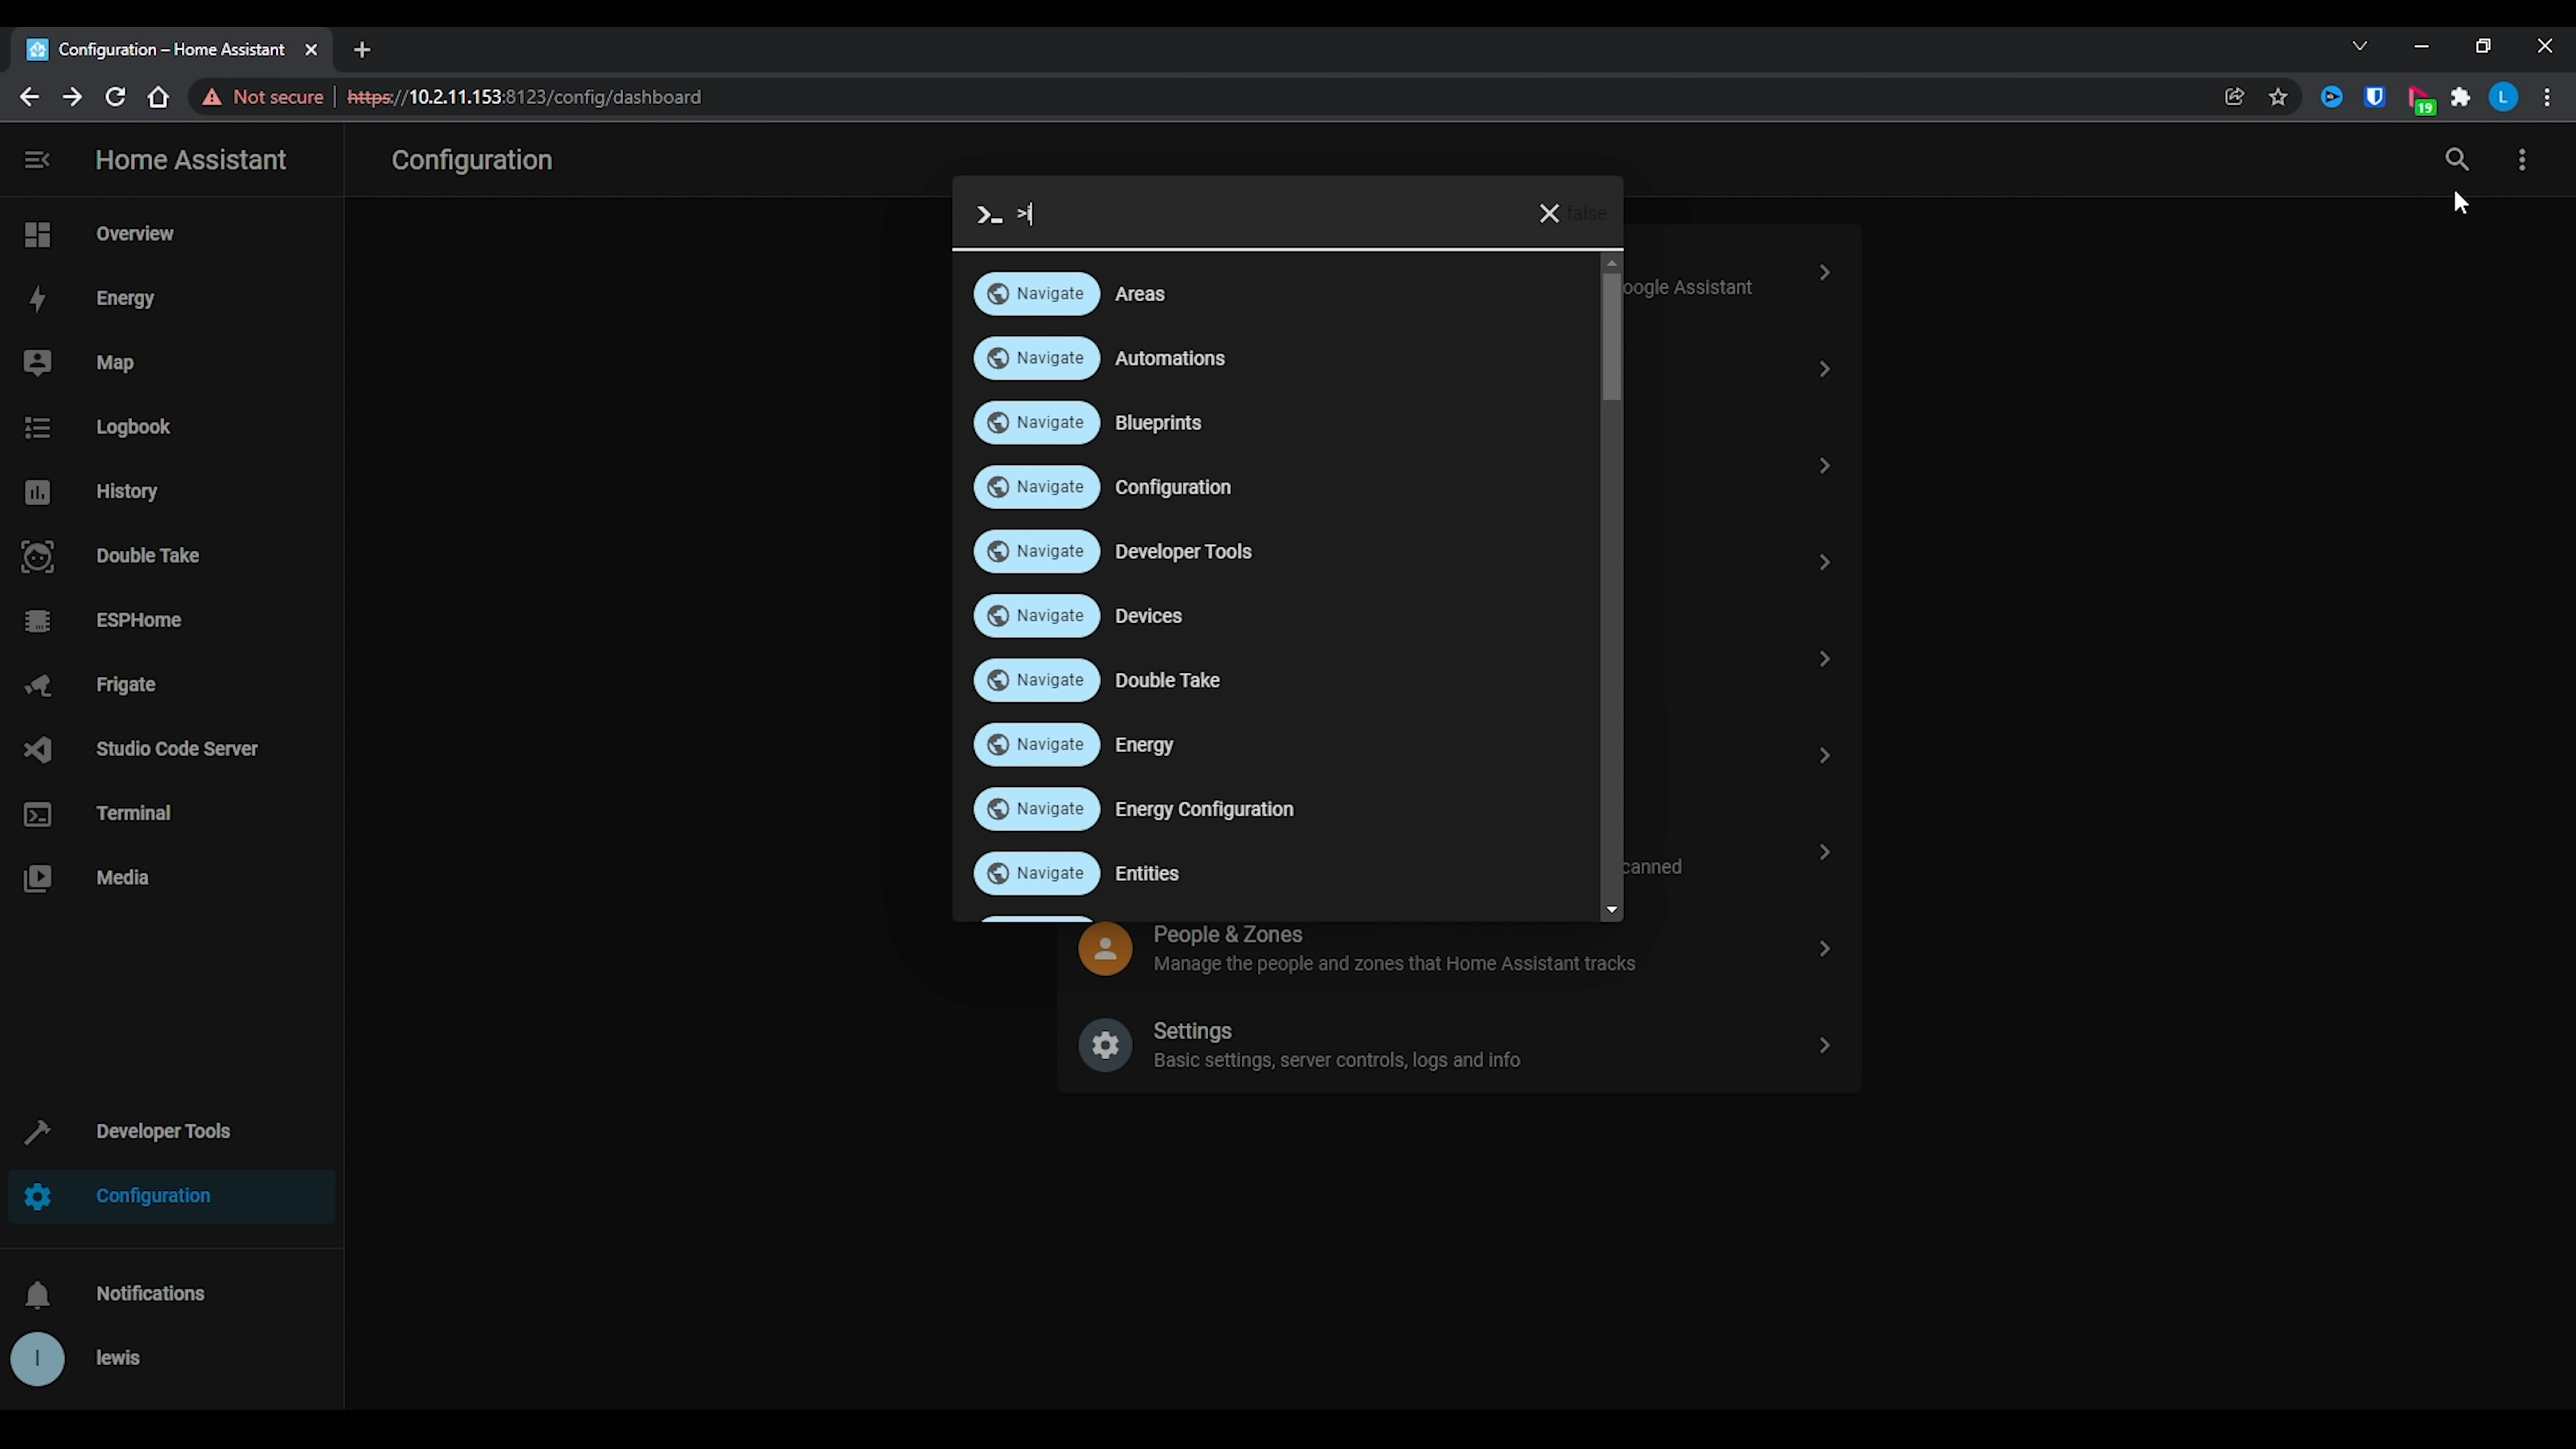 Configuration – Home Assistant
Not secure
https://10.2.11.153:8123/config/dashboard
19
L
Home Assistant
Configuration
>i
false
Overview
Energy
Map
Logbook
History
Double Take
ESPHome
Frigate
Studio Code Server
Terminal
Media
Developer Tools
Configuration
Notifications
l
lewis
Navigate Areas
Navigate Automations
Navigate Blueprints
Navigate Configuration
Navigate Developer Tools
Navigate Devices
Navigate Double Take
Navigate Energy
Navigate Energy Configuration
Navigate Entities
oogle Assistant
canned
People & Zones
Manage the people and zones that Home Assistant tracks
Settings
Basic settings, server controls, logs and info